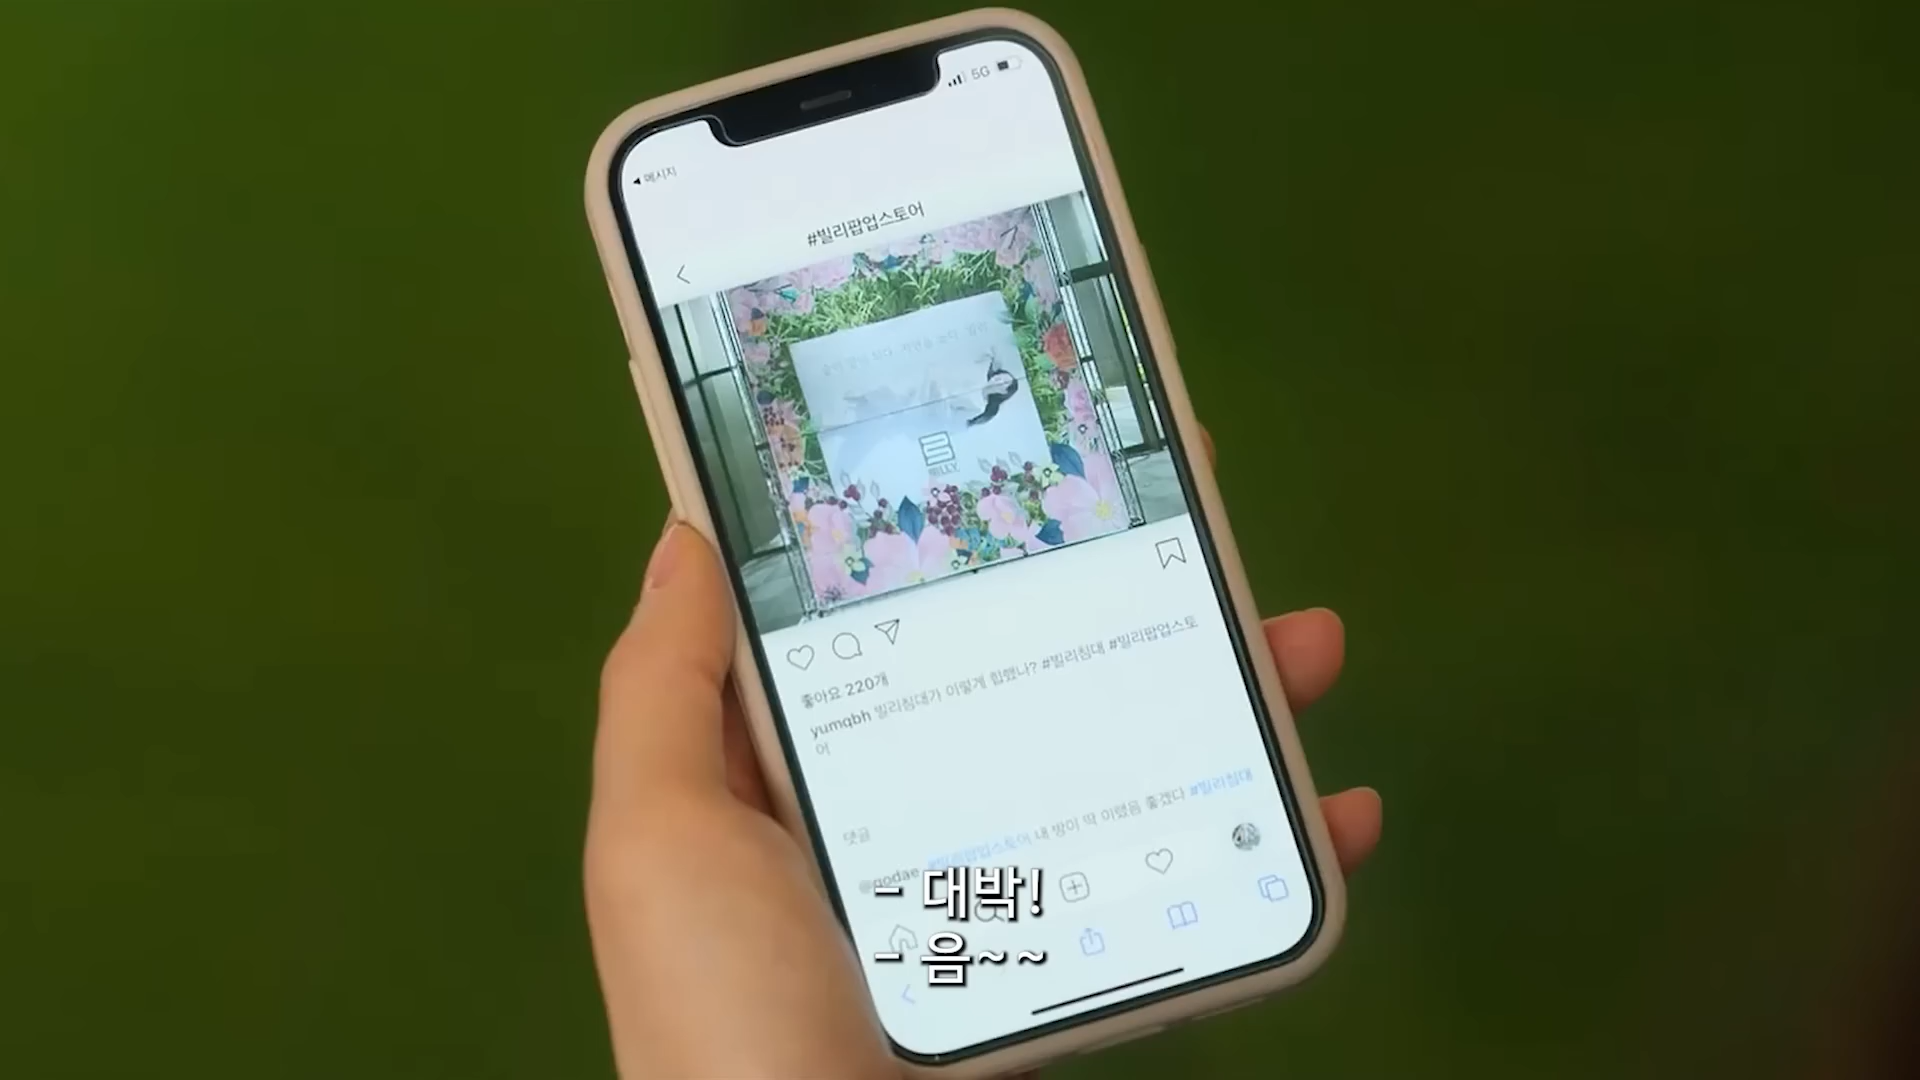 5G
◀ 메시지
#빌리팝업스토어
BILLY
좋아요 220개
yumqbh 빌리침대가 이렇게 힙했나? #빌리침대 #빌리팝업스토
어
댓글
@godae #빌리팝업스토어 내 방이 딱 이랬음 좋겠다 #빌리침대
- 대박!
- 음~~